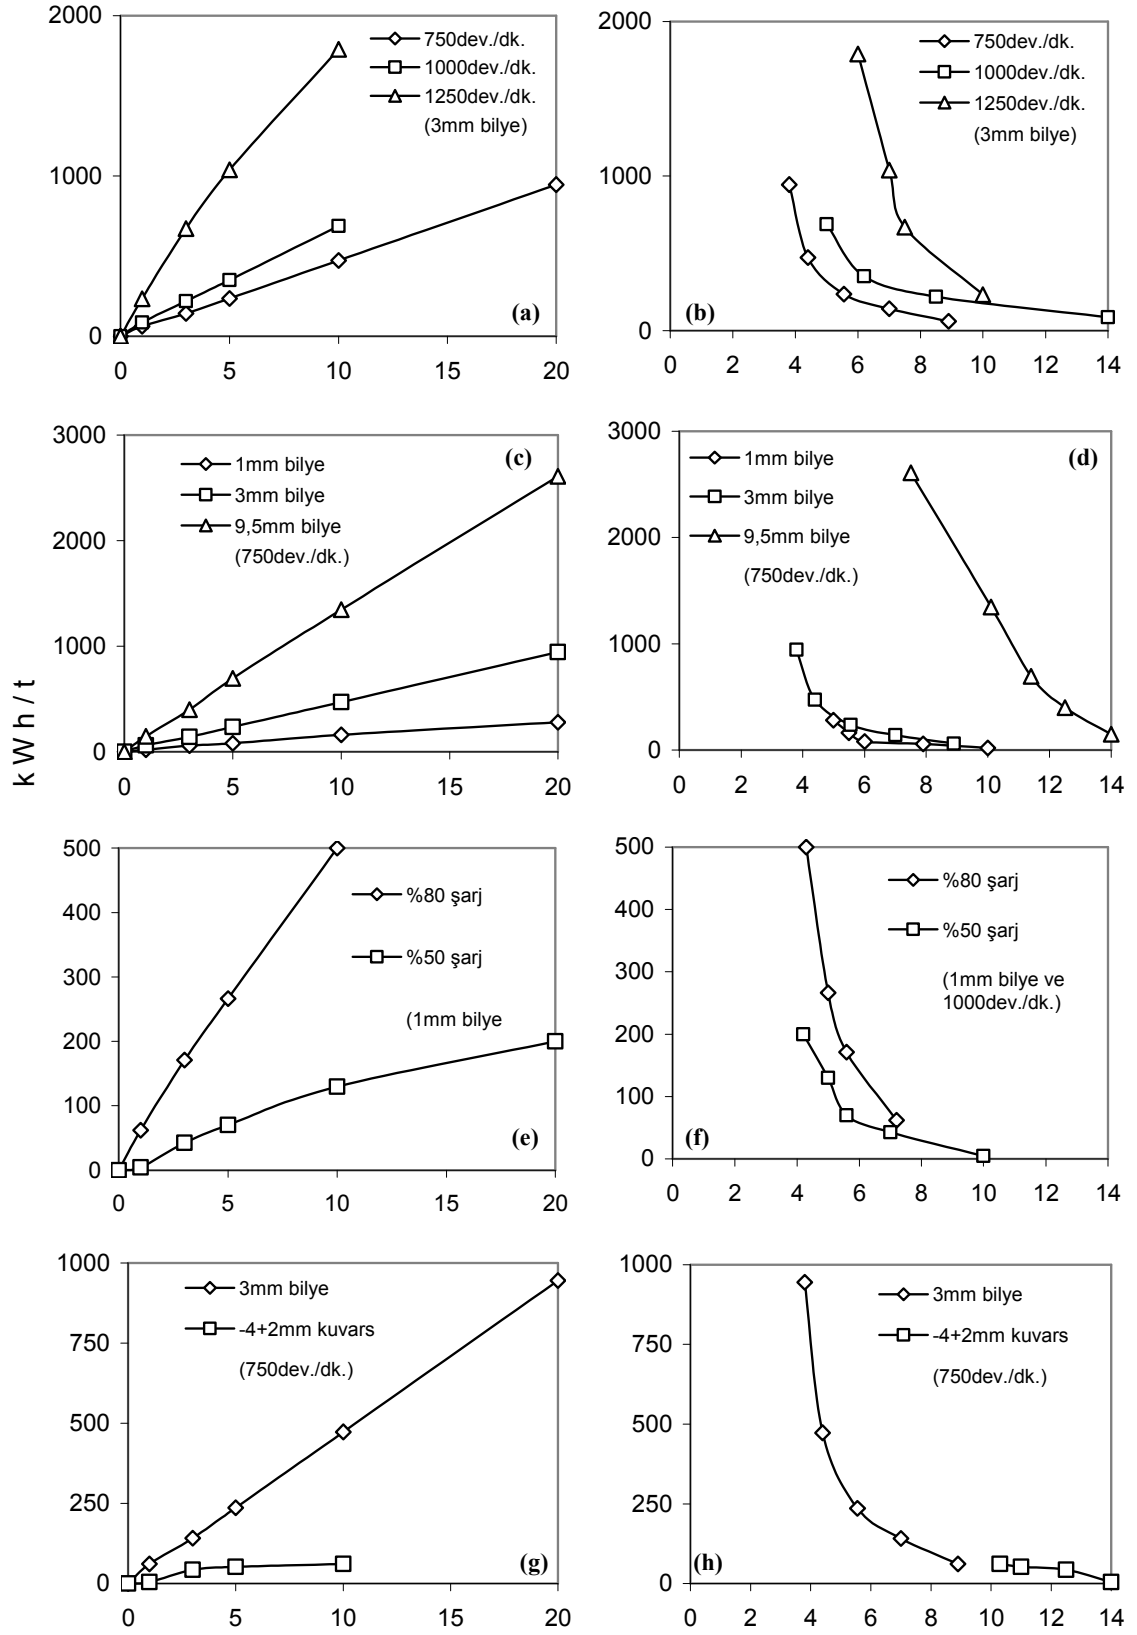 2000
1000
0
0 5 10 15 20
750dev./dk.
1000dev./dk.
1250dev./dk.
(3mm bilye)
(a)
2000
1000
0
0 2 4 6 8 10 12 14
750dev./dk.
1000dev./dk.
1250dev./dk.
(3mm bilye)
(b)
kWh/t
3000
2000
1000
0
0 5 10 15 20
1mm bilye
3mm bilye
9,5mm bilye
(750dev./dk.)
(c)
3000
2000
1000
0
0 2 4 6 8 10 12 14
1mm bilye
3mm bilye
9,5mm bilye
(750dev./dk.)
(d)
500
400
300
200
100
0
0 5 10 15 20
%80 şarj
%50 şarj
(1mm bilye
(e)
500
400
300
200
100
0
0 2 4 6 8 10 12 14
%80 şarj
%50 şarj
(1mm bilye ve
1000dev./dk.)
(f)
1000
750
500
250
0
0 5 10 15 20
3mm bilye
-4+2mm kuvars
(750dev./dk.)
(g)
1000
750
500
250
0
0 2 4 6 8 10 12 14
3mm bilye
-4+2mm kuvars
(750dev./dk.)
(h)